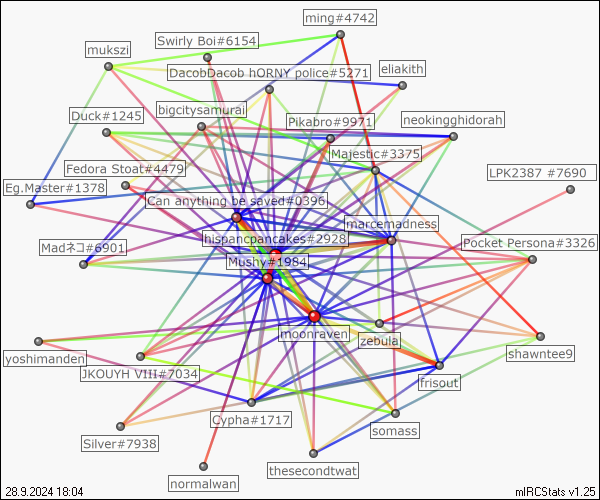 ming#4742
Swirly Boi#6154
mukszi
DacobDacob hORNY police#5271
eliakith
bigcitysamurai
Duck#1245
Pikabro#9971
neokingghidorah
Majestic#3375
Fedora Stoat#4479
LPK2387 #7690
Eg.Master#1378
Can anything be saved#0396
marcemadness
hispancpancakes#2928
Pocket Persona#3326
Madネコ#6901
Mushy#1984
moonraven
zebula
shawntee9
yoshimanden
JKOUYH VIII#7034
frisout
Cypha#1717
somass
Silver#7938
thesecondtwat
normalwan
28.9.2024 18:04
mIRCStats v1.25